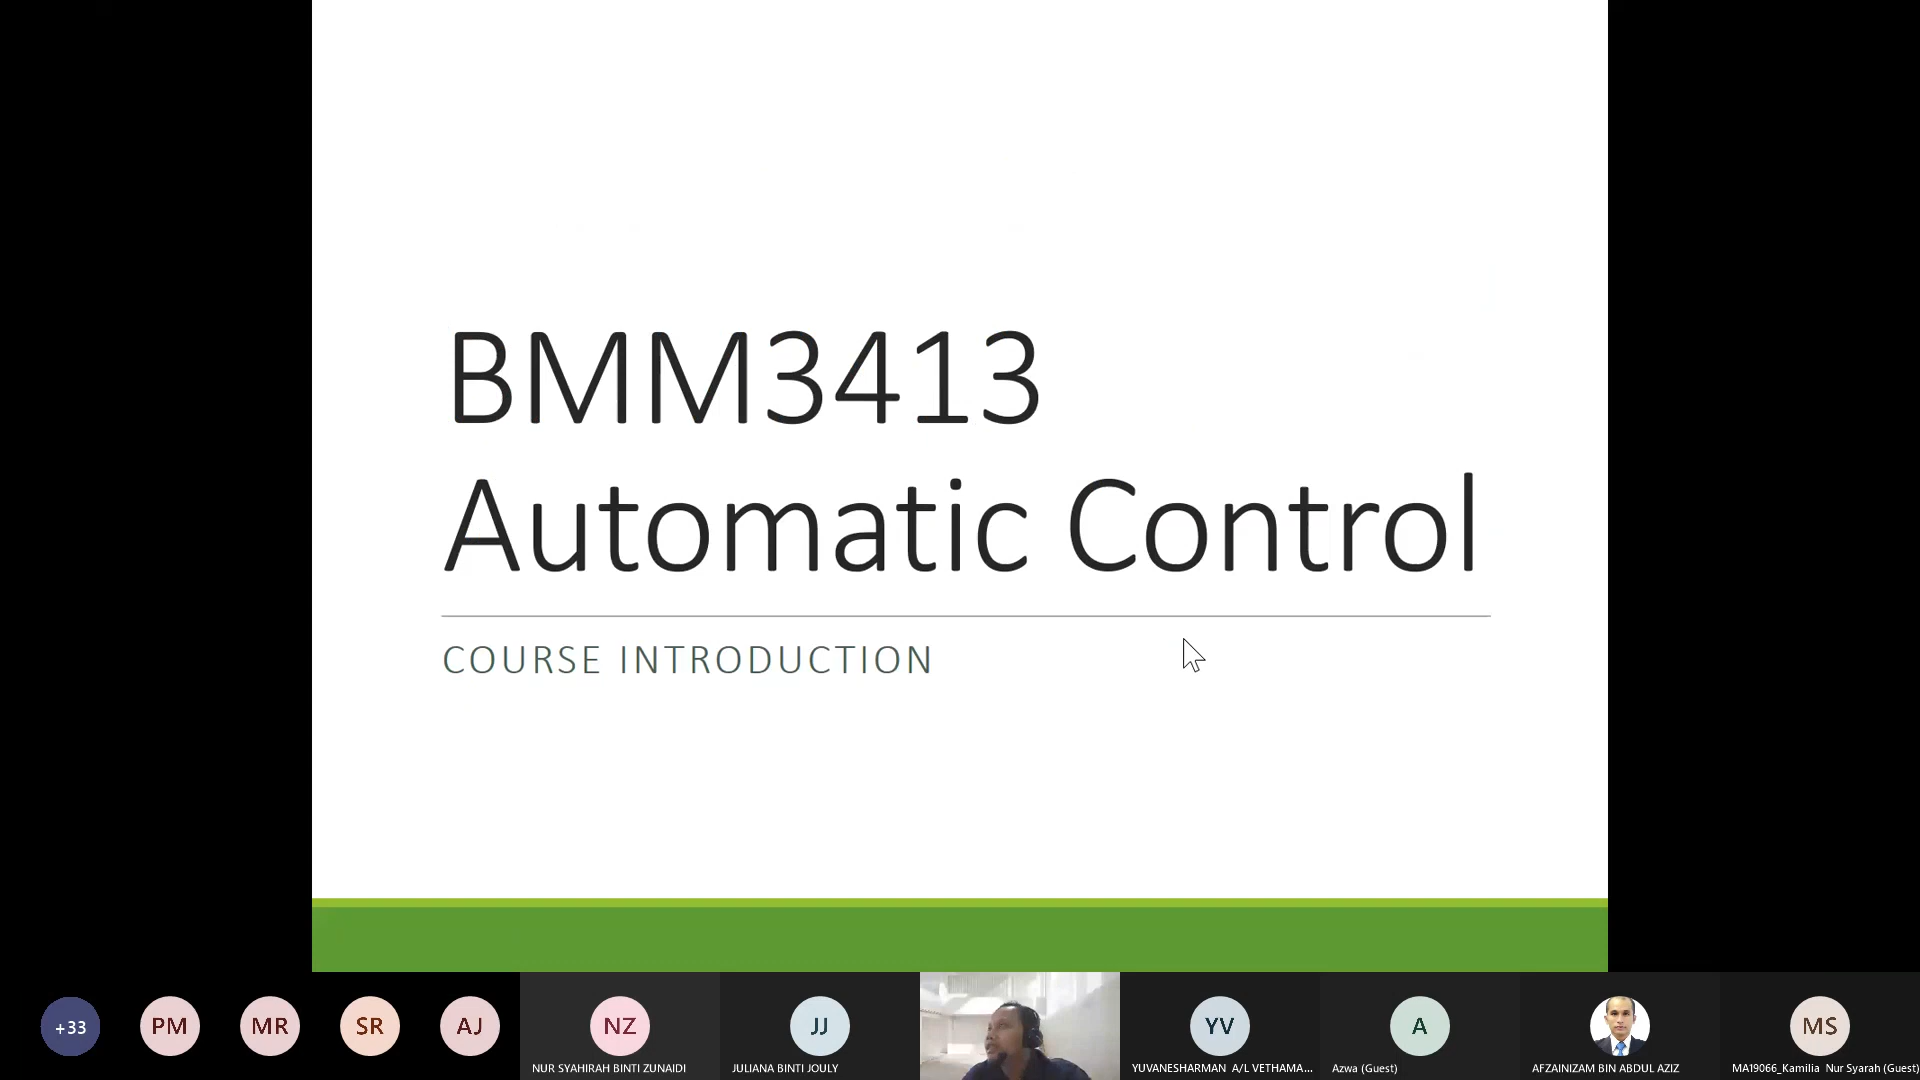 BMM3413
Automatic Control
COURSE INTRODUCTION
+33
PM
MR
SR
AJ
NZ
NUR SYAHIRAH BINTI ZUNAIDI
JJ
JULIANA BINTI JOULY
YV
YUVANESHARMAN A/L VETHAMA...
A
Azwa (Guest)
AFZAINIZAM BIN ABDUL AZIZ
MS
MA19066_Kamilia Nur Syarah (Guest)